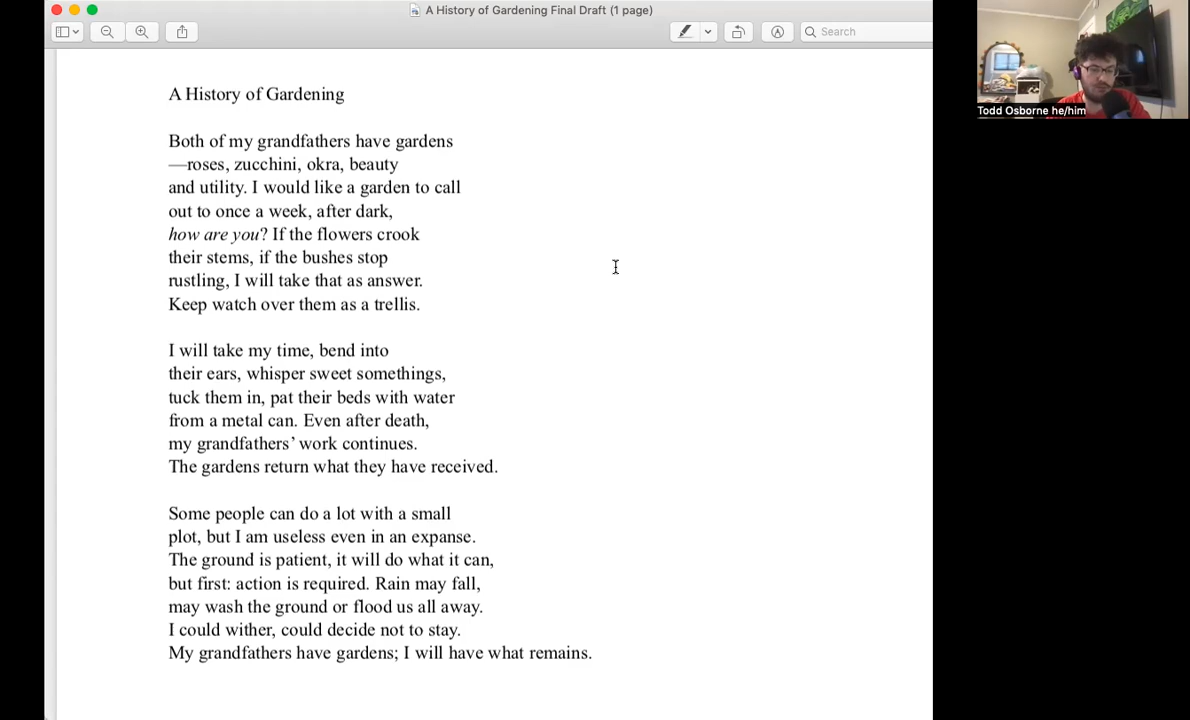 A History of Gardening Final Draft (1 page)
Search
Todd Osborne he/him
A History of Gardening
Both of my grandfathers have gardens
—roses, zucchini, okra, beauty
and utility. I would like a garden to call
out to once a week, after dark,
how are you? If the flowers crook
their stems, if the bushes stop
rustling, I will take that as answer.
Keep watch over them as a trellis.
I will take my time, bend into
their ears, whisper sweet somethings,
tuck them in, pat their beds with water
from a metal can. Even after death,
my grandfathers’ work continues.
The gardens return what they have received.
Some people can do a lot with a small
plot, but I am useless even in an expanse.
The ground is patient, it will do what it can,
but first: action is required. Rain may fall,
may wash the ground or flood us all away.
I could wither, could decide not to stay.
My grandfathers have gardens; I will have what remains.